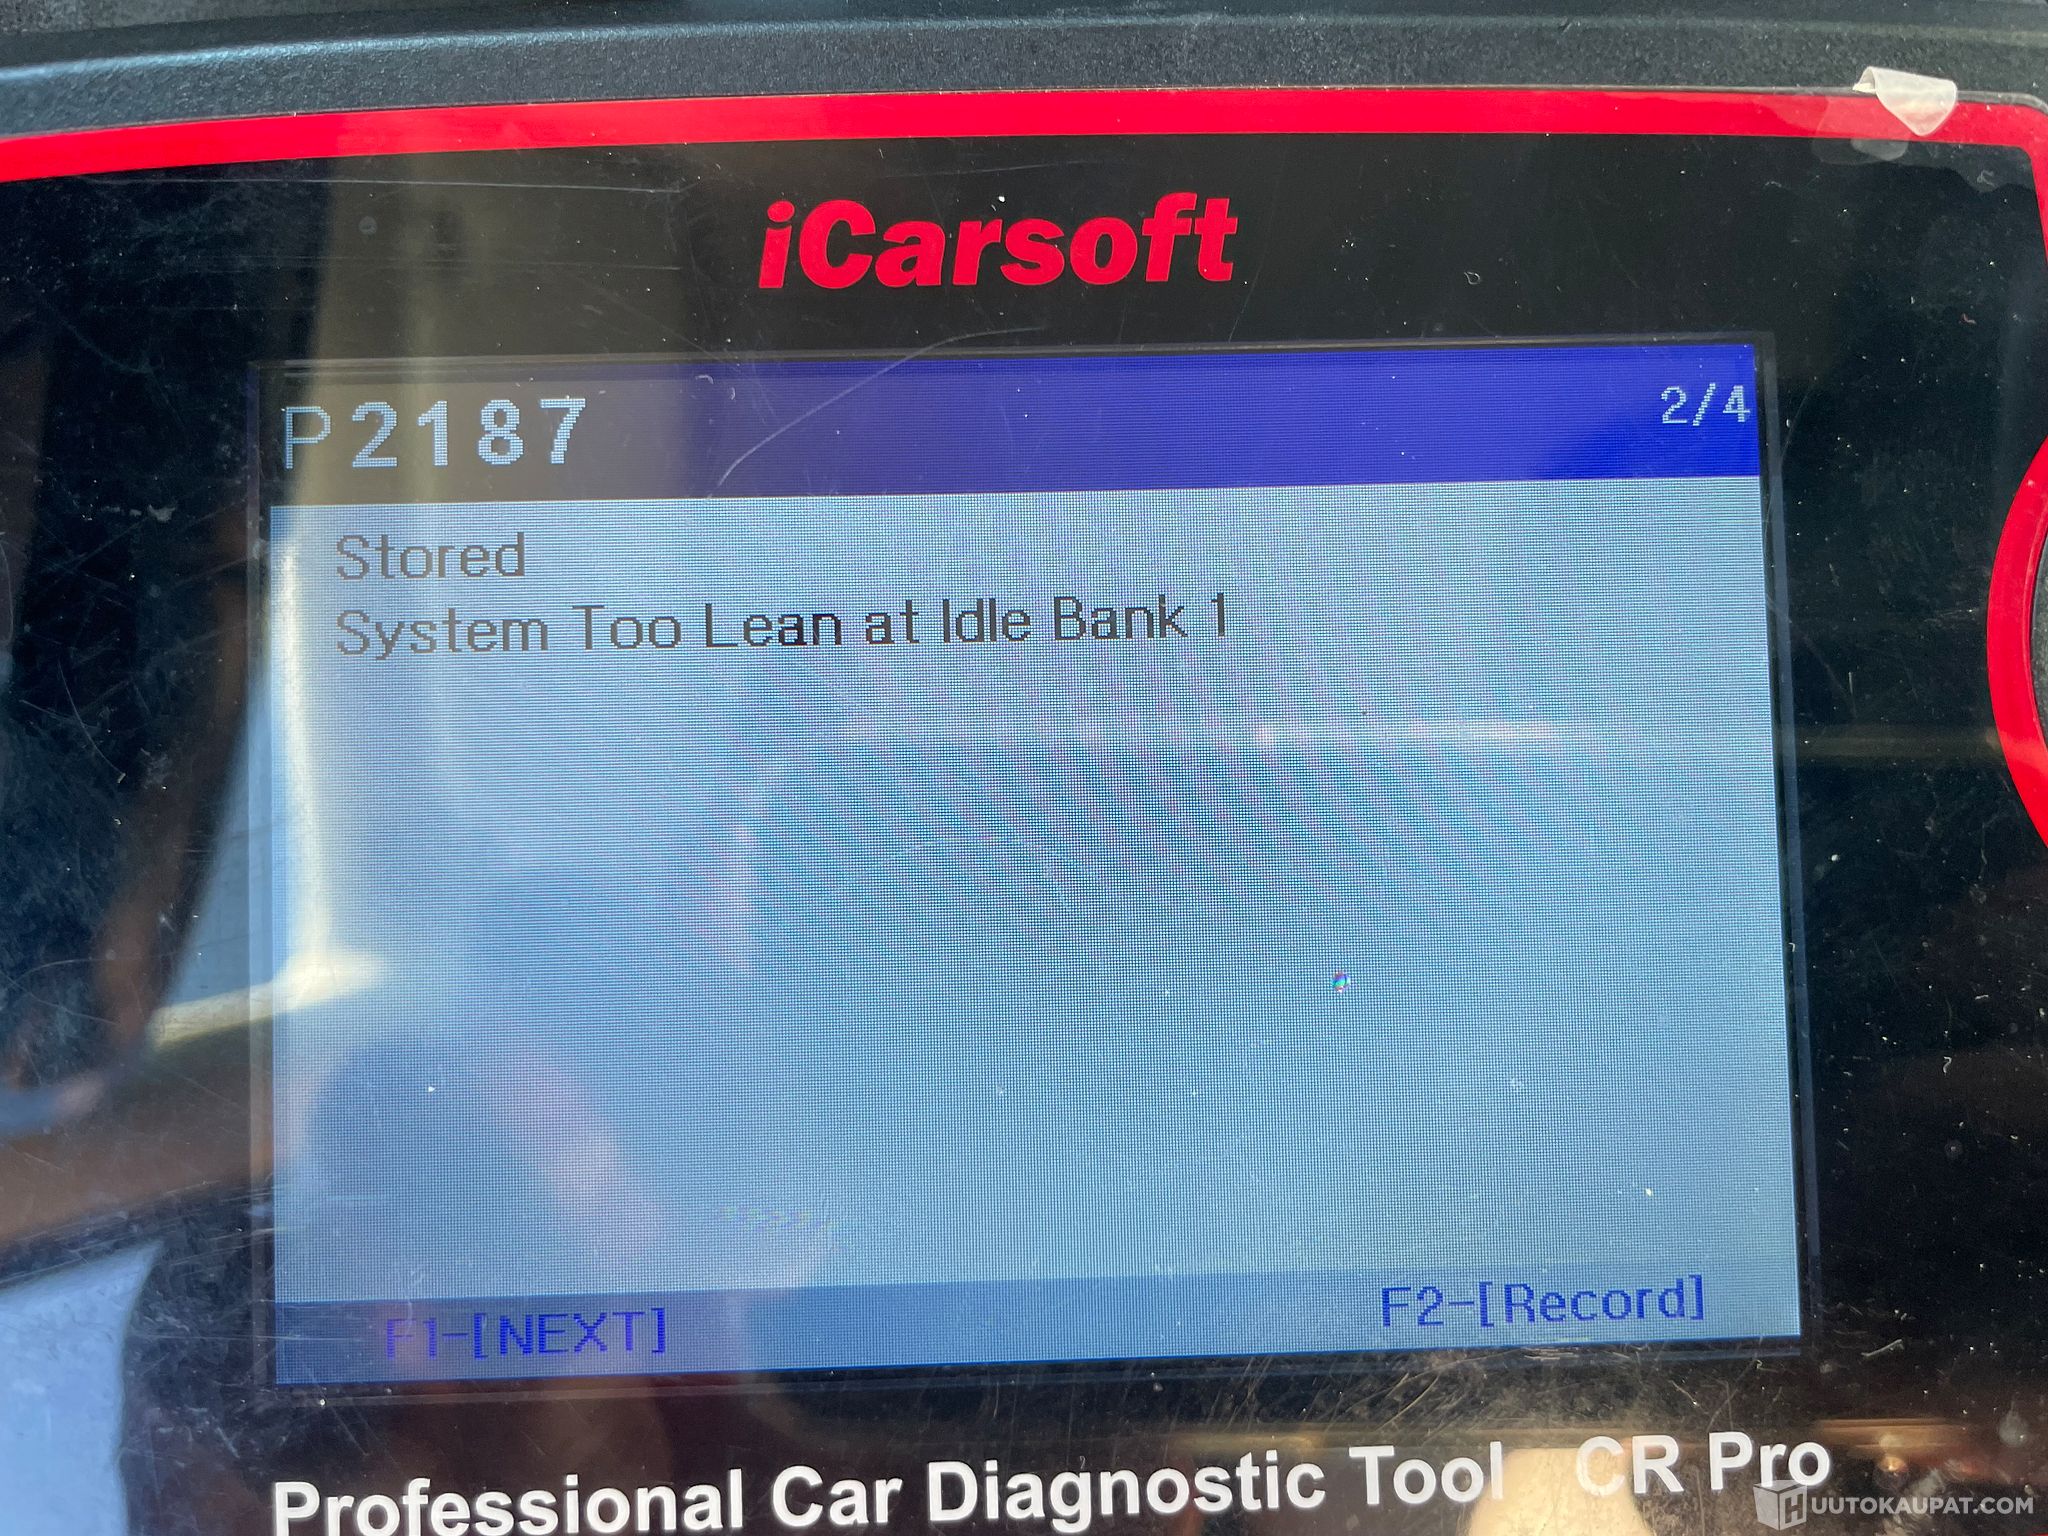 iCarsoft
P2187
2/4
Stored
System Too Lean at Idle Bank 1
F1-[NEXT]
F2-[Record]
Professional Car Diagnostic Tool CR Pro
HUUTOKAUPAT.COM